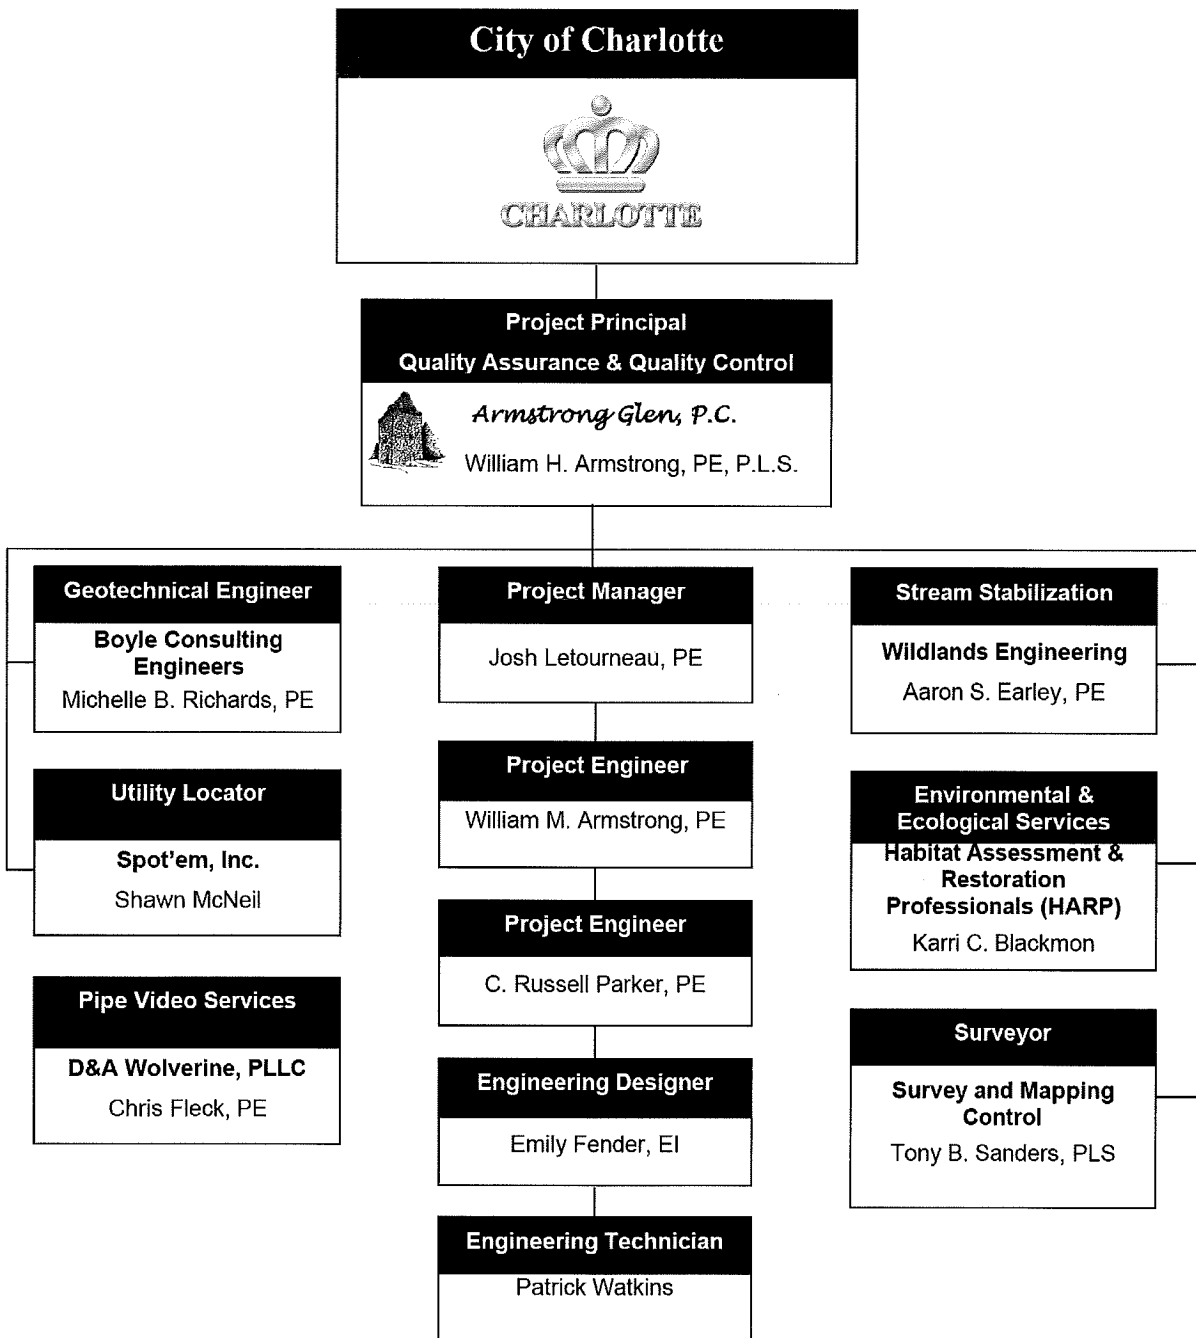 City of Charlotte
CHARLOTTE
Project Principal
Quality Assurance & Quality Control
Armstrong Glen, P.C.
William H. Armstrong, PE, P.L.S.
Geotechnical Engineer
Boyle Consulting
Engineers
Michelle B. Richards, PE
Utility Locator
Spot'em, Inc.
Shawn McNeil
Pipe Video Services
D&A Wolverine, PLLC
Chris Fleck, PE
Project Manager
Josh Letourneau, PE
Project Engineer
William M. Armstrong, PE
Project Engineer
C. Russell Parker, PE
Engineering Designer
Emily Fender, EI
Engineering Technician
Patrick Watkins
Stream Stabilization
Wildlands Engineering
Aaron S. Earley, PE
Environmental &
Ecological Services
Habitat Assessment &
Restoration
Professionals (HARP)
Karri C. Blackmon
Surveyor
Survey and Mapping
Control
Tony B. Sanders, PLS